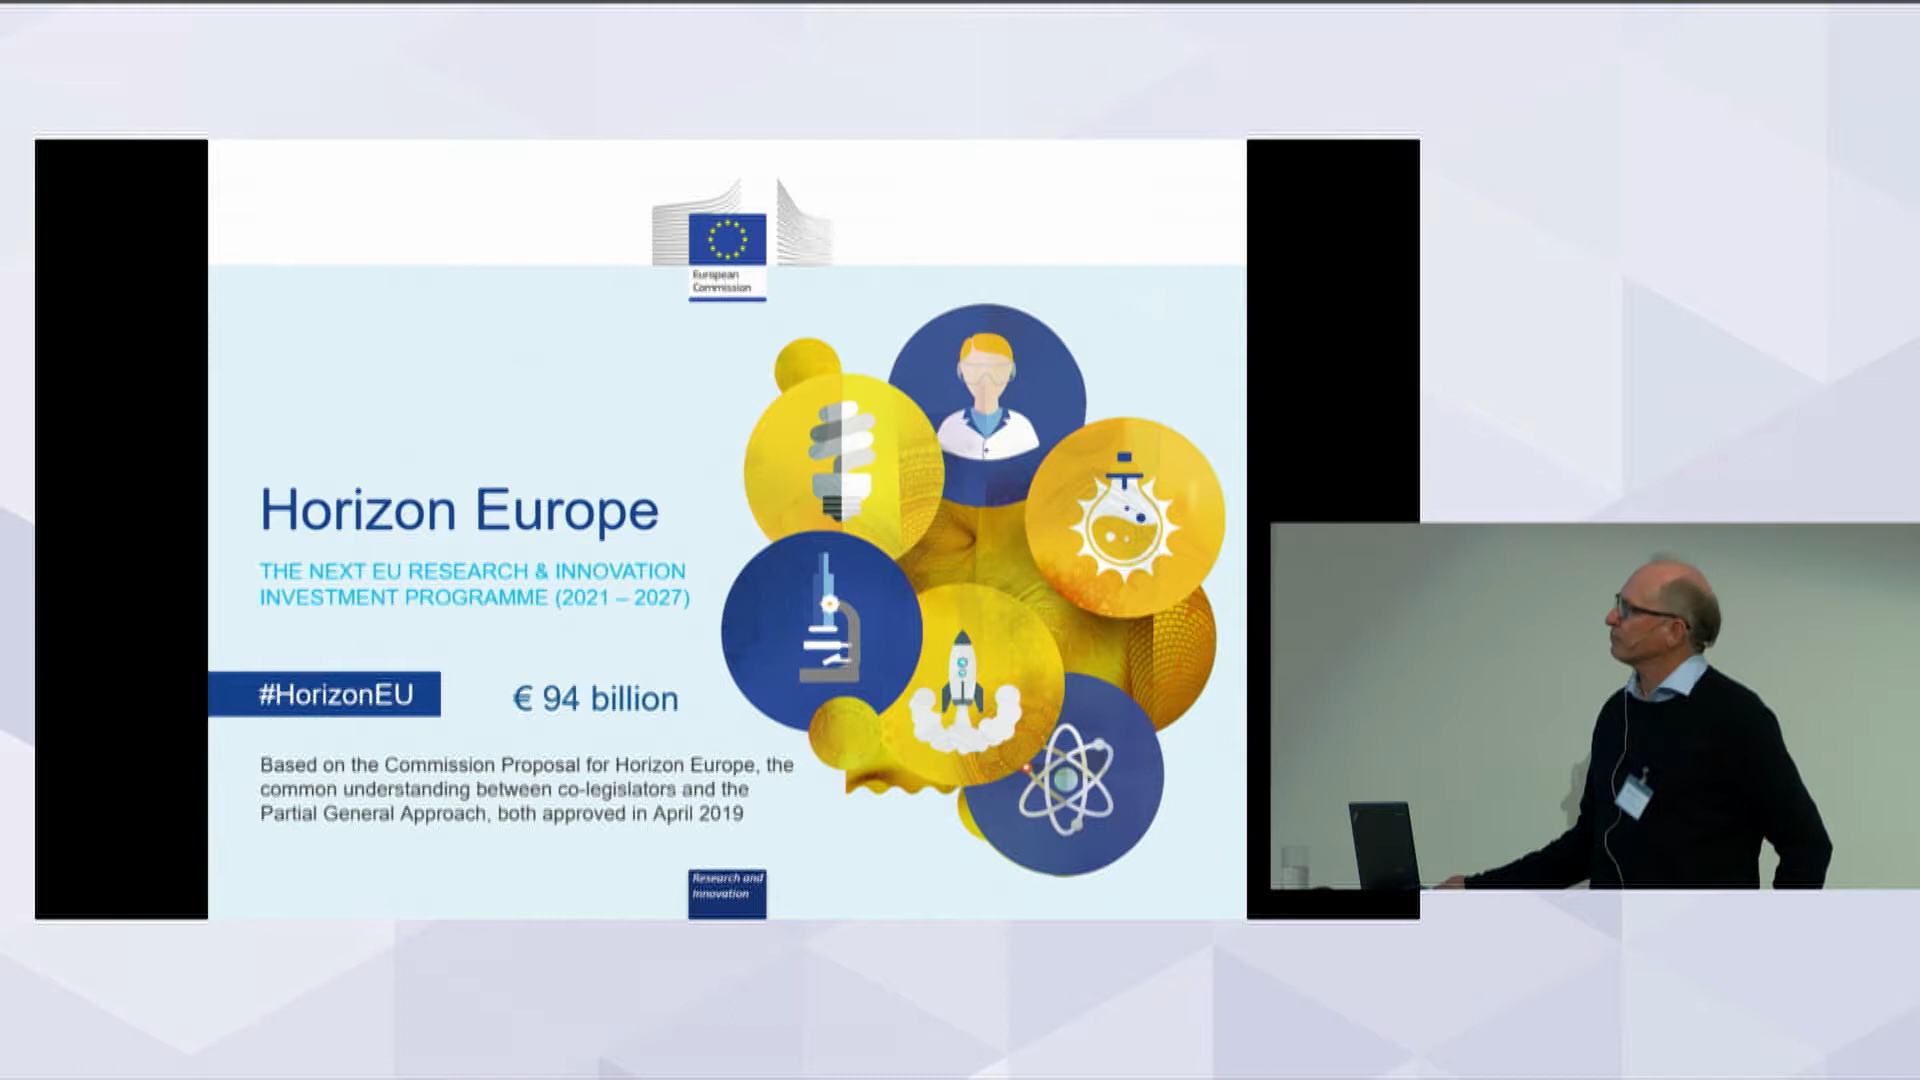 European
Commission
Horizon Europe
THE NEXT EU RESEARCH & INNOVATION
INVESTMENT PROGRAMME (2021 – 2027)
#HorizonEU
€ 94 billion
Based on the Commission Proposal for Horizon Europe, the
common understanding between co-legislators and the
Partial General Approach, both approved in April 2019
Research and
Innovation